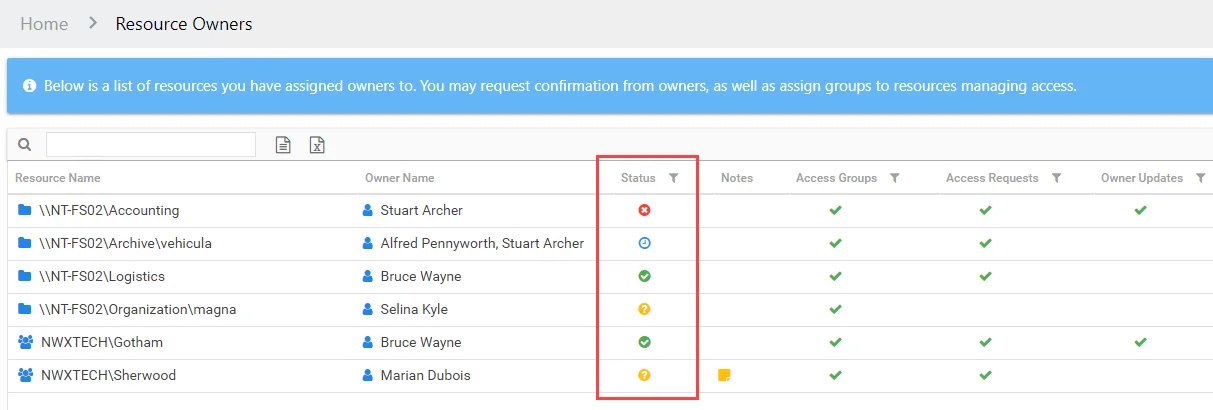 Home > Resource Owners
Below is a list of resources you have assigned owners to. You may request confirmation from owners, as well as assign groups to resources managing access.
Resource Name Owner Name Status Notes Access Groups Access Requests Owner Updates
\\NT-FS02\Accounting Stuart Archer
\\NT-FS02\Archive\vehicula Alfred Pennyworth, Stuart Archer
\\NT-FS02\Logistics Bruce Wayne
\\NT-FS02\Organization\magna Selina Kyle
NWXTECH\Gotham Bruce Wayne
NWXTECH\Sherwood Marian Dubois